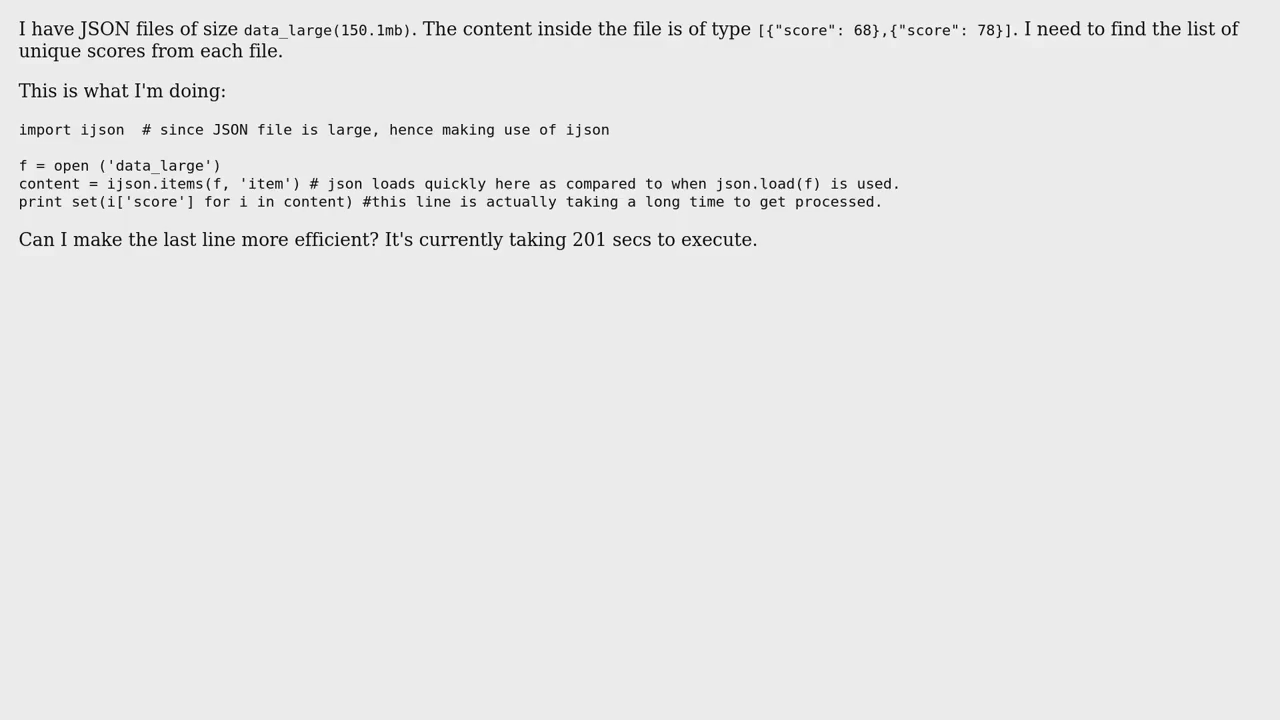 I have JSON files of size data_large(150.1mb). The content inside the file is of type [{"score": 68},{"score": 78}]. I need to find the list of
unique scores from each file.
This is what I'm doing:
import ijson  # since JSON file is large, hence making use of ijson
f = open ('data_large')
content = ijson.items(f, 'item') # json loads quickly here as compared to when json.load(f) is used.
print set(i['score'] for i in content) #this line is actually taking a long time to get processed.
Can I make the last line more efficient? It's currently taking 201 secs to execute.